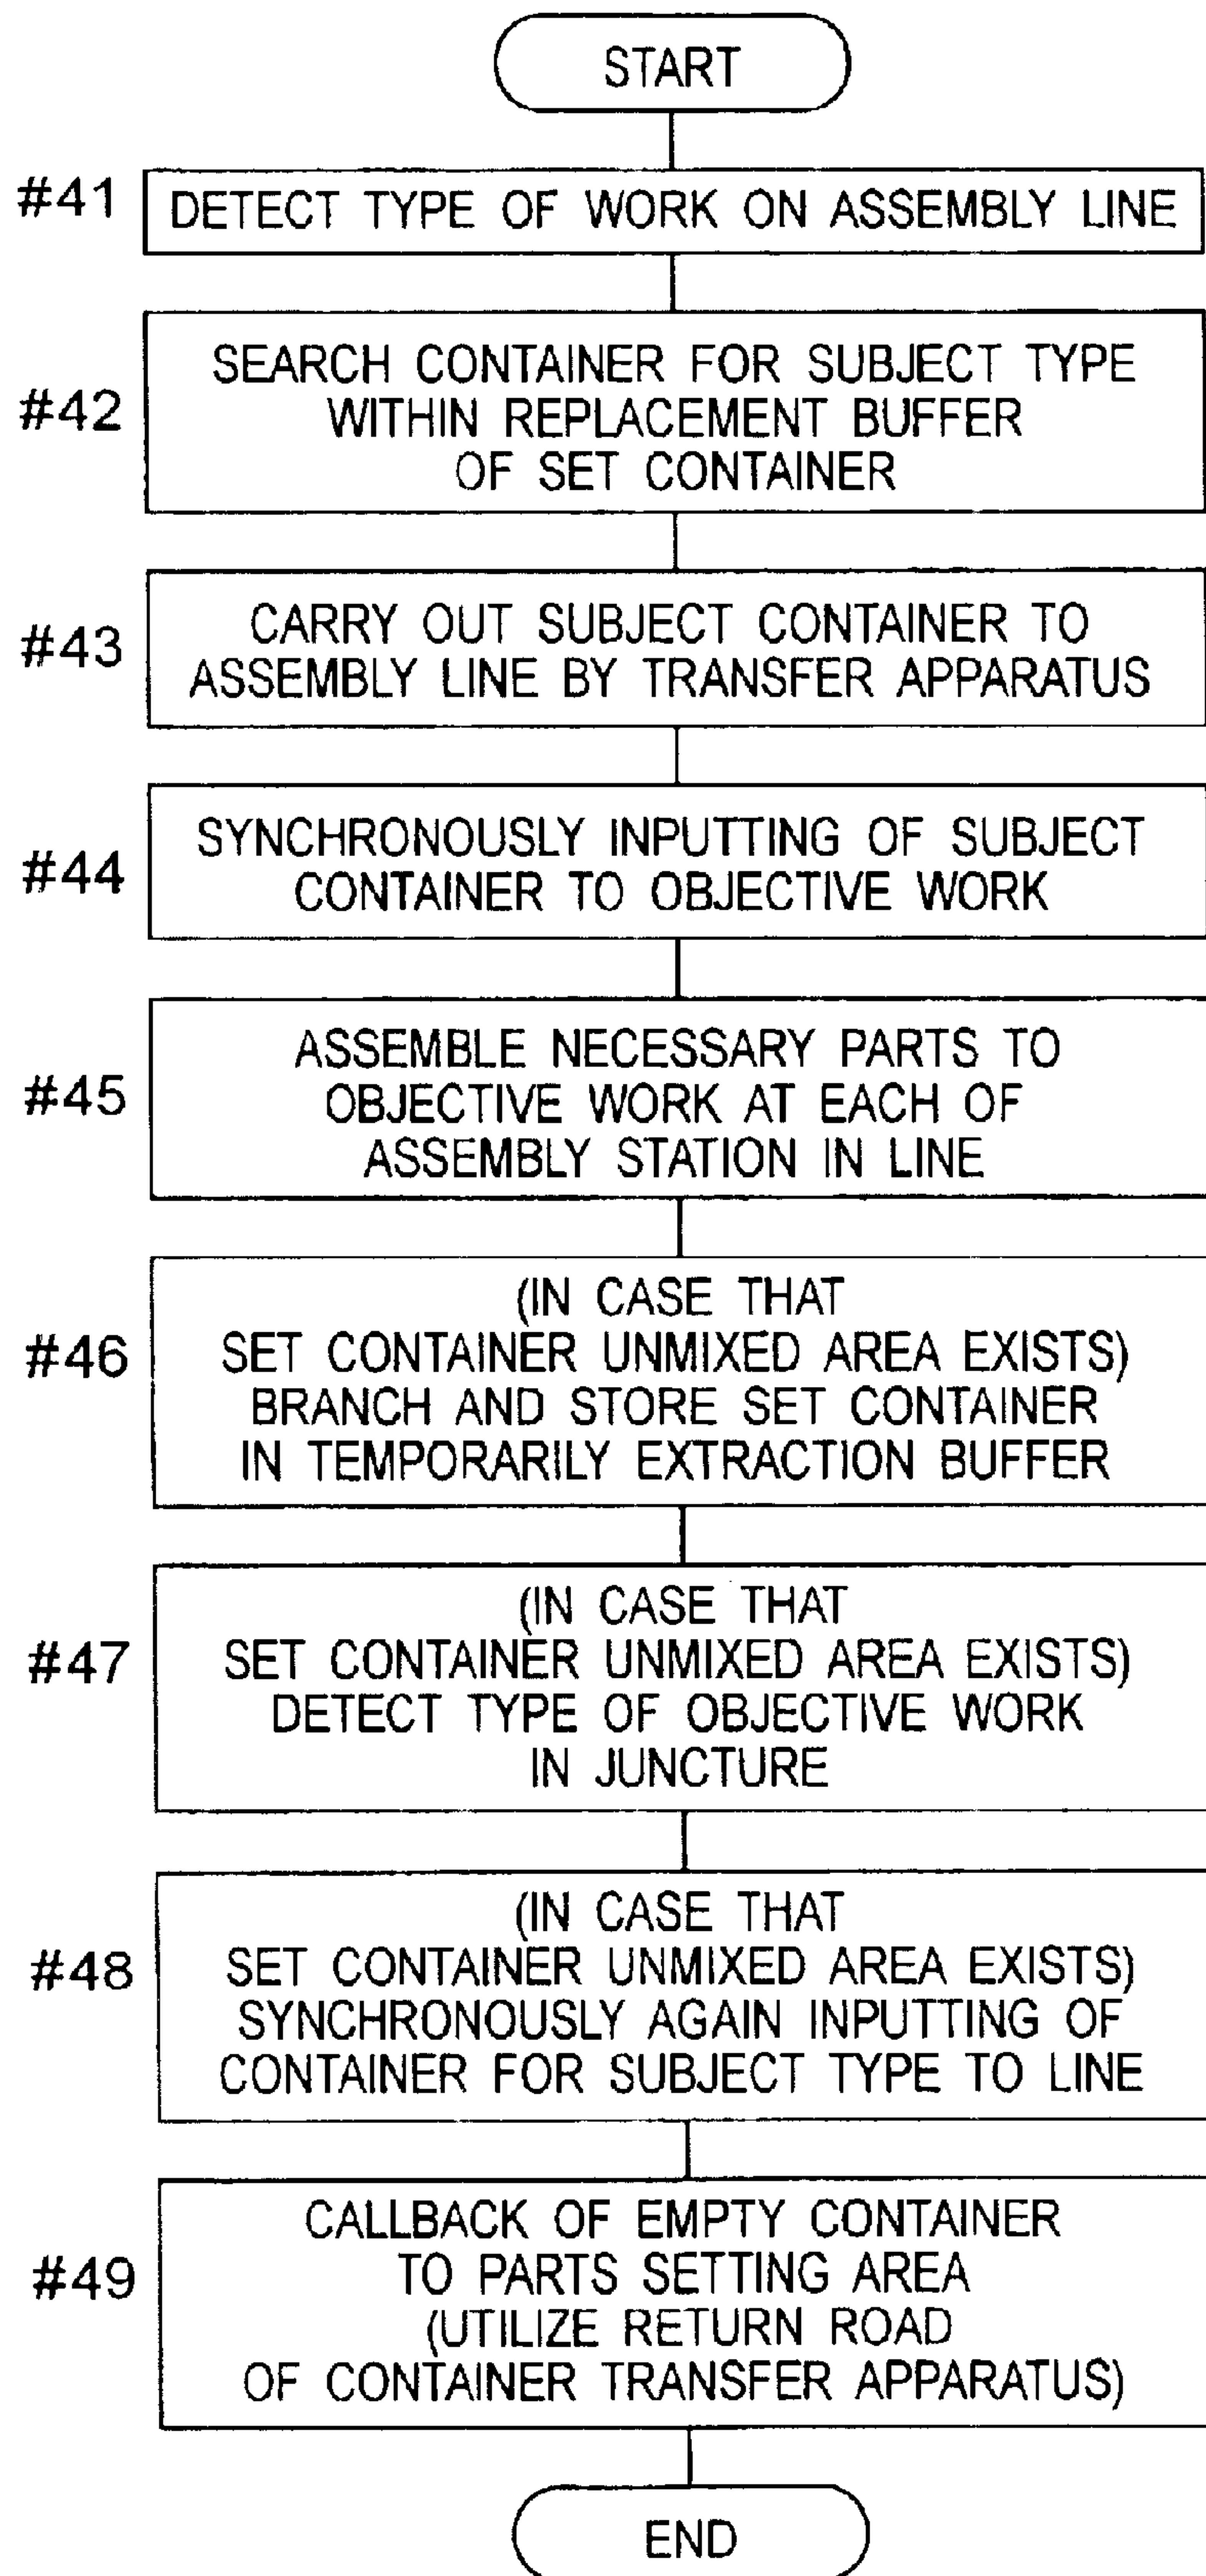 START
#41
DETECT TYPE OF WORK ON ASSEMBLY LINE
#42
SEARCH CONTAINER FOR SUBJECT TYPE
WITHIN REPLACEMENT BUFFER
OF SET CONTAINER
#43
CARRY OUT SUBJECT CONTAINER TO
ASSEMBLY LINE BY TRANSFER APPARATUS
#44
SYNCHRONOUSLY INPUTTING OF SUBJECT
CONTAINER TO OBJECTIVE WORK
#45
ASSEMBLE NECESSARY PARTS TO
OBJECTIVE WORK AT EACH OF
ASSEMBLY STATION IN LINE
#46
(IN CASE THAT
SET CONTAINER UNMIXED AREA EXISTS)
BRANCH AND STORE SET CONTAINER
IN TEMPORARILY EXTRACTION BUFFER
#47
(IN CASE THAT
SET CONTAINER UNMIXED AREA EXISTS)
DETECT TYPE OF OBJECTIVE WORK
IN JUNCTURE
#48
(IN CASE THAT
SET CONTAINER UNMIXED AREA EXISTS)
SYNCHRONOUSLY AGAIN INPUTTING OF
CONTAINER FOR SUBJECT TYPE TO LINE
#49
CALLBACK OF EMPTY CONTAINER
TO PARTS SETTING AREA
(UTILIZE RETURN ROAD
OF CONTAINER TRANSFER APPARATUS)
END